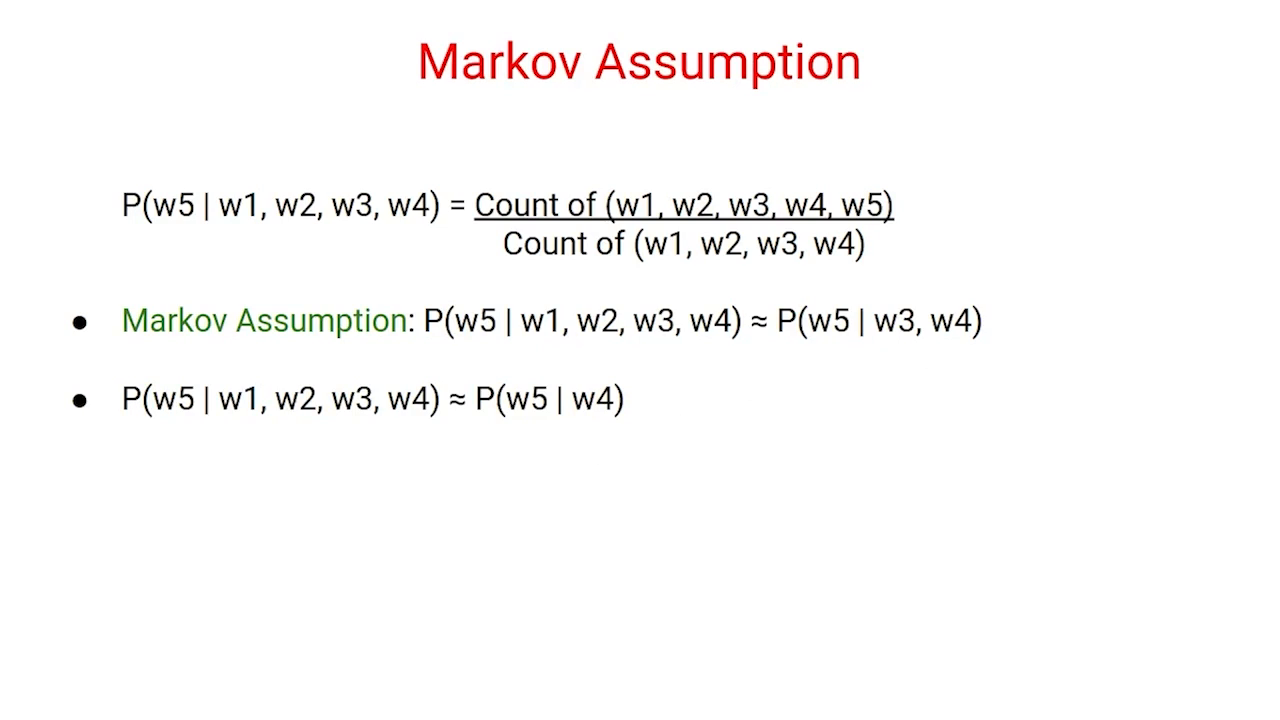 Markov Assumption
P(w5 | w1, w2, w3, w4) = Count of (w1, w2, w3, w4, w5)
Count of (w1, w2, w3, w4)
● Markov Assumption: P(w5 | w1, w2, w3, w4) ≈ P(w5 | w3, w4)
● P(w5 | w1, w2, w3, w4) ≈ P(w5 | w4)